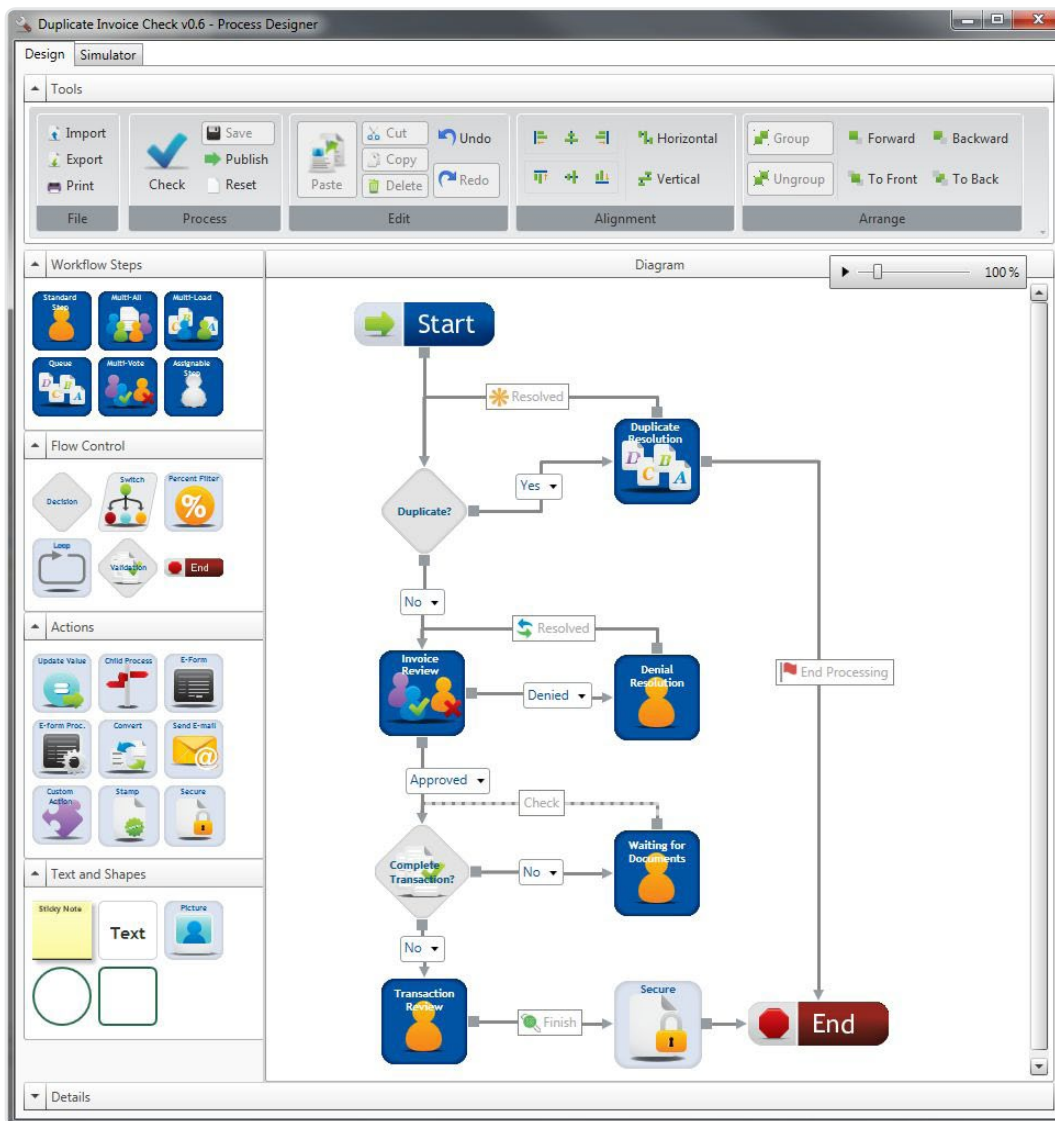 Duplicate Invoice Check v0.6 - Process Designer
Design Simulator
Tools
Import
Export
Print
File
Check
Save
Publish
Reset
Process
Paste
Cut
Copy
Delete
Undo
Redo
Edit
Horizontal
Vertical
Alignment
Group
Ungroup
Forward
Backward
To Front
To Back
Arrange
Workflow Steps
Standard
Step
Multi-All
Multi-Load
C B A
Queue
D C B A
Multi-Vote
Assignable
Step
Flow Control
Decision
Switch
Percent Filter
%
Loop
Validation
End
Actions
Update Value
Child Process
E-Form
E-form Proc.
Convert
Send E-mail
@
Custom
Action
Stamp
Secure
Text and Shapes
Sticky Note
Text
Picture
Details
Diagram
100 %
Start
Resolved
Duplicate
Resolution
D C B A
Yes
Duplicate?
No
Resolved
Invoice
Review
Denied
Denial
Resolution
End Processing
Approved
Check
Complete
Transaction?
No
Waiting for
Documents
No
Transaction
Review
Finish
Secure
End